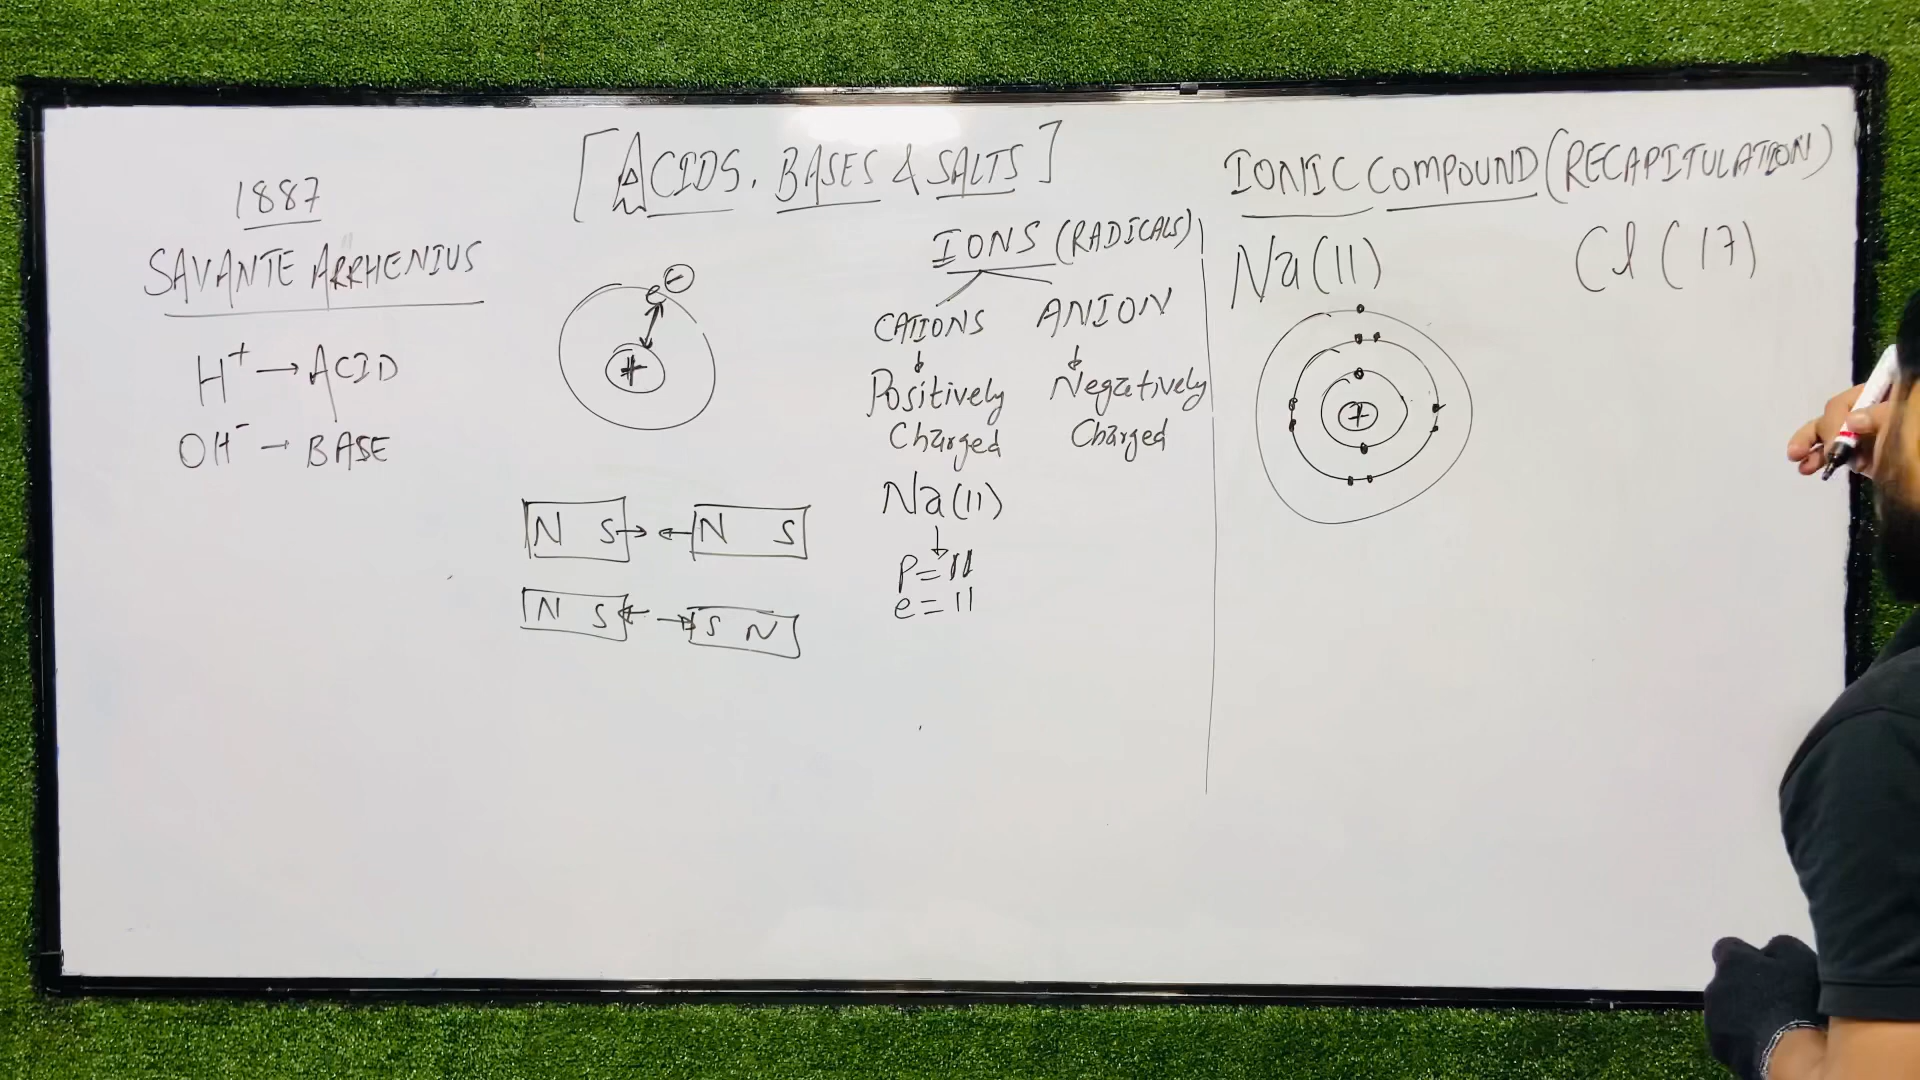 [ACIDS, BASES & SALTS]
1887
SAVANTE ARRHENIUS
H⁺ → ACID
OH⁻ → BASE
e ⊖
+
N S → ← N S
N S ← → S N
IONS (RADICALS)
CATIONS
↓
Positively
Charged
Na(11)
↓
P=11
e=11
ANION
↓
Negatively
Charged
IONIC COMPOUND (RECAPITULATION)
Na(11)
+
Cl (17)